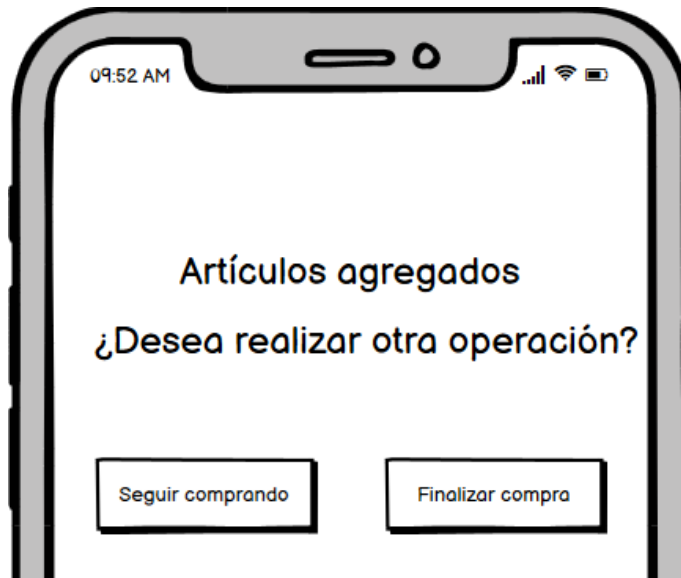 09:52 AM
Artículos agregados
¿Desea realizar otra operación?
Seguir comprando
Finalizar compra